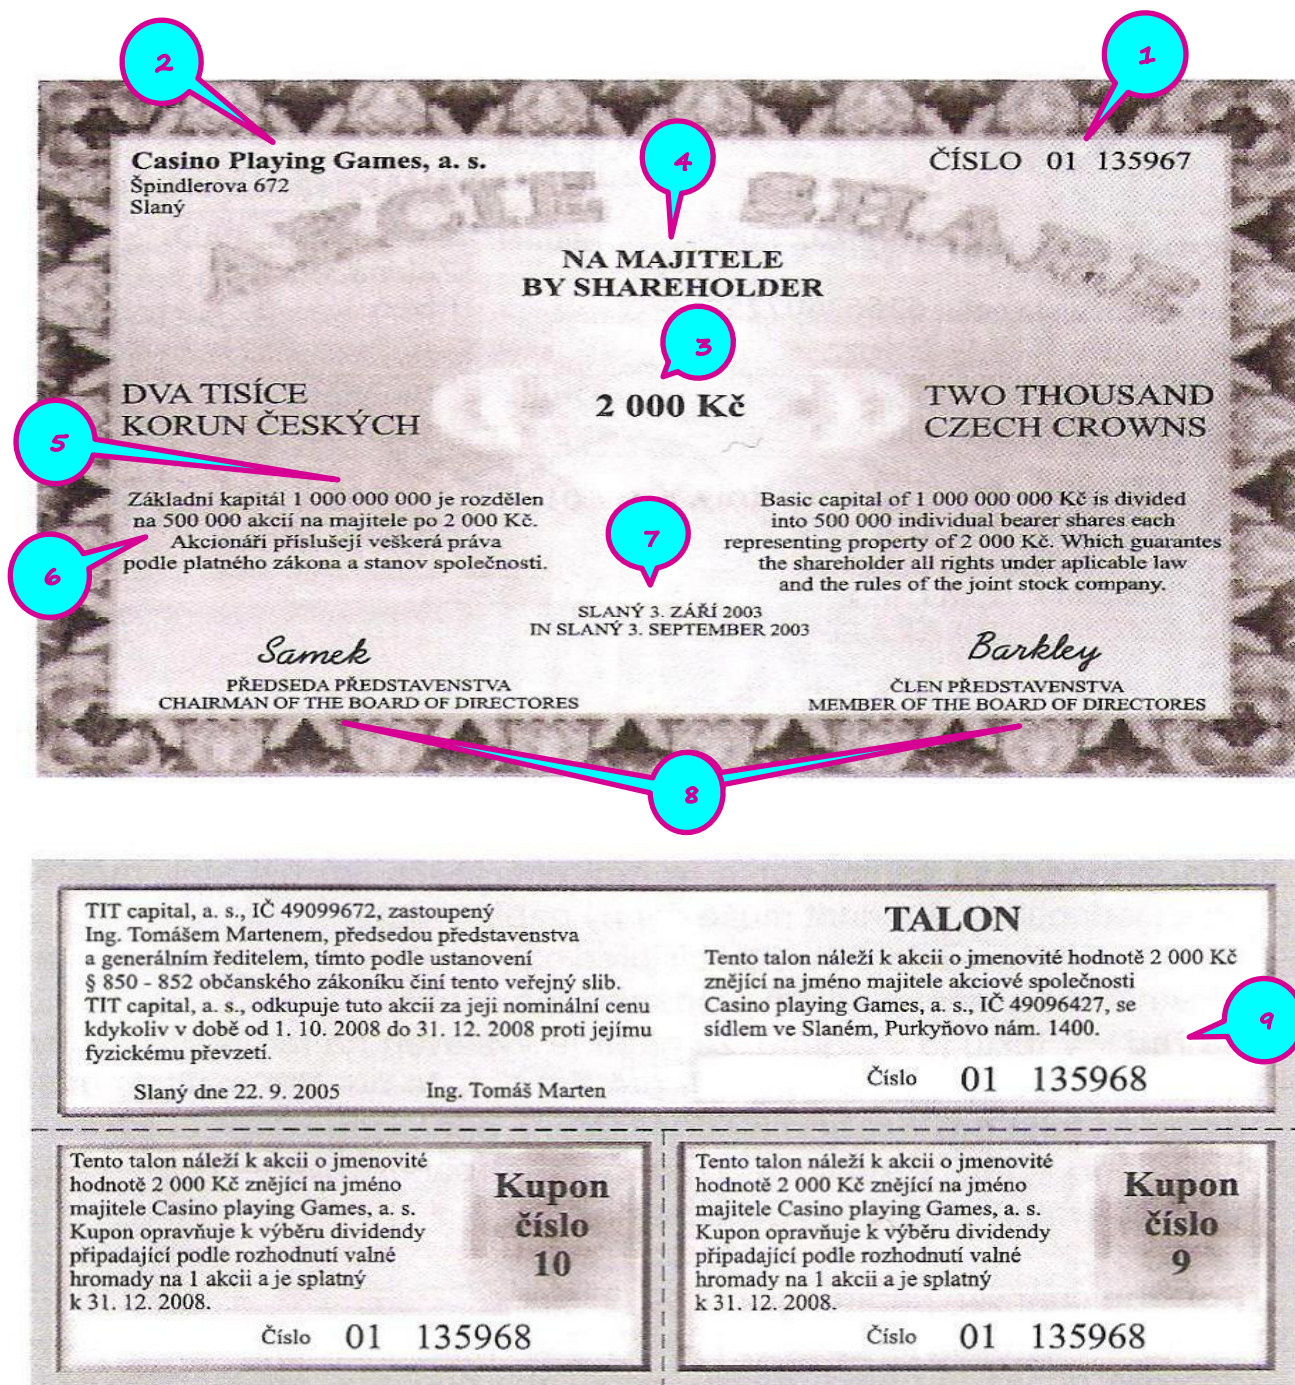 2
1
Casino Playing Games, a. s.
Špindlerova 672
Slaný
4
ČÍSLO 01 135967
AKCIE SHARE
NA MAJITELE
BY SHAREHOLDER
3
DVA TISÍCE
KORUN ČESKÝCH
2 000 Kč
TWO THOUSAND
CZECH CROWNS
5
Základní kapitál 1 000 000 000 je rozdělen
na 500 000 akcií na majitele po 2 000 Kč.
Akcionáři příslušejí veškerá práva
podle platného zákona a stanov společnosti.
6
7
Basic capital of 1 000 000 000 Kč is divided
into 500 000 individual bearer shares each
representing property of 2 000 Kč. Which guarantes
the shareholder all rights under aplicable law
and the rules of the joint stock company.
SLANÝ 3. ZÁŘÍ 2003
IN SLANÝ 3. SEPTEMBER 2003
Samek
PŘEDSEDA PŘEDSTAVENSTVA
CHAIRMAN OF THE BOARD OF DIRECTORES
Barkley
ČLEN PŘEDSTAVENSTVA
MEMBER OF THE BOARD OF DIRECTORES
8
TIT capital, a. s., IČ 49099672, zastoupený
Ing. Tomášem Martenem, předsedou představenstva
a generálním ředitelem, tímto podle ustanovení
§ 850 - 852 občanského zákoníku činí tento veřejný slib.
TIT capital, a. s., odkupuje tuto akcii za jeji nominální cenu
kdykoliv v době od 1. 10. 2008 do 31. 12. 2008 proti jejímu
fyzickému převzetí.
Slaný dne 22. 9. 2005 Ing. Tomáš Marten
TALON
Tento talon náleží k akcii o jmenovité hodnotě 2 000 Kč
znějící na jméno majitele akciové společnosti
Casino playing Games, a. s., IČ 49096427, se
sídlem ve Slaném, Purkyňovo nám. 1400.
9
Číslo 01 135968
Tento talon náleží k akcii o jmenovité
hodnotě 2 000 Kč znějící na jméno
majitele Casino playing Games, a. s.
Kupon opravňuje k výběru dividendy
připadající podle rozhodnutí valné
hromady na 1 akcii a je splatný
k 31. 12. 2008.
Kupon
číslo
10
Číslo 01 135968
Tento talon náleží k akcii o jmenovité
hodnotě 2 000 Kč znějící na jméno
majitele Casino playing Games, a. s.
Kupon opravňuje k výběru dividendy
připadající podle rozhodnutí valné
hromady na 1 akcii a je splatný
k 31. 12. 2008.
Kupon
číslo
9
Číslo 01 135968